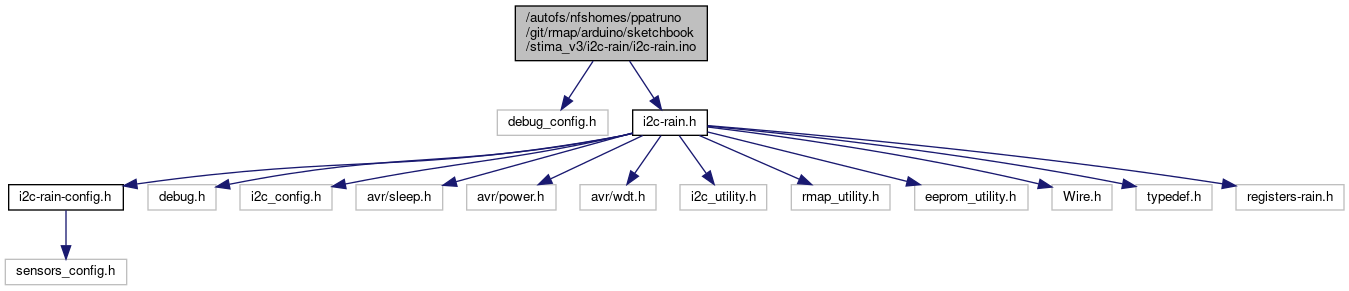 /autofs/nfshomes/ppatruno
/git/rmap/arduino/sketchbook
/stima_v3/i2c-rain/i2c-rain.ino
debug_config.h
i2c-rain.h
i2c-rain-config.h
debug.h
i2c_config.h
avr/sleep.h
avr/power.h
avr/wdt.h
i2c_utility.h
rmap_utility.h
eeprom_utility.h
Wire.h
typedef.h
registers-rain.h
sensors_config.h